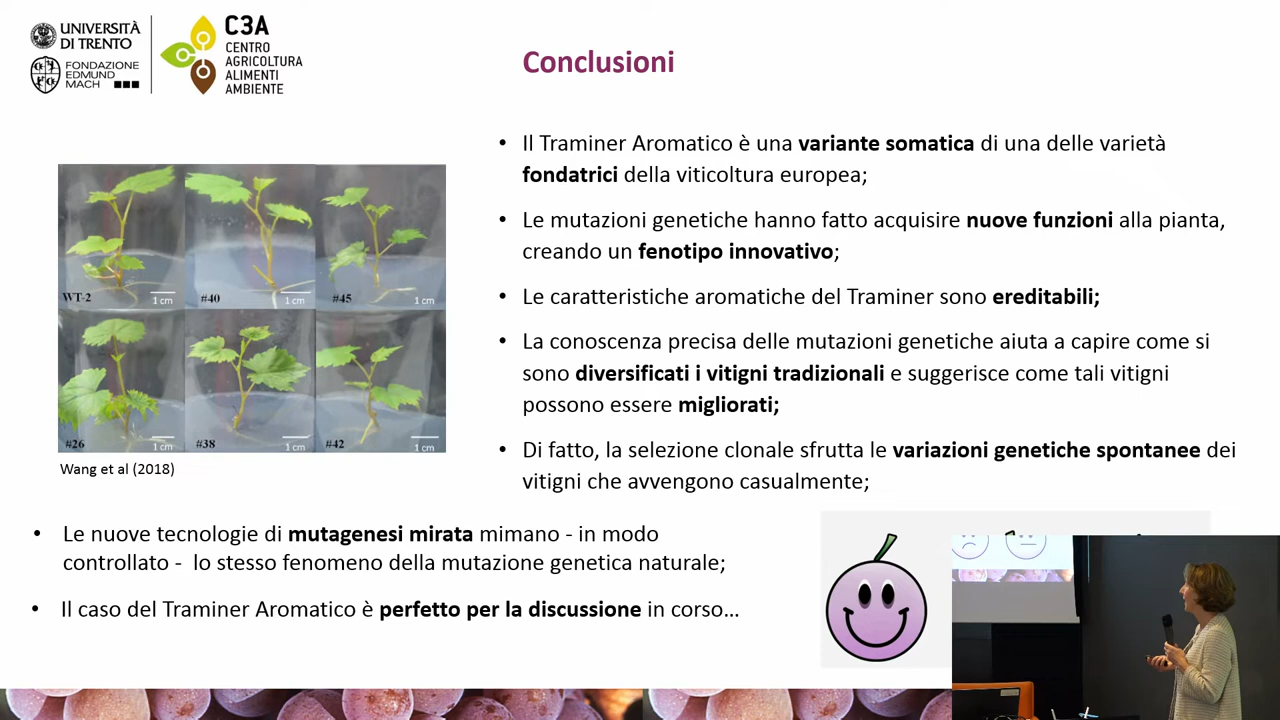 UNIVERSITÀ
DI TRENTO
FONDAZIONE
EDMUND
MACH
C3A
CENTRO
AGRICOLTURA
ALIMENTI
AMBIENTE
Conclusioni
WT-2
1 cm
#40
1 cm
#45
1 cm
#26
1 cm
#38
1 cm
#42
1 cm
Wang et al (2018)
• Il Traminer Aromatico è una variante somatica di una delle varietà
fondatrici della viticoltura europea;
• Le mutazioni genetiche hanno fatto acquisire nuove funzioni alla pianta,
creando un fenotipo innovativo;
• Le caratteristiche aromatiche del Traminer sono ereditabili;
• La conoscenza precisa delle mutazioni genetiche aiuta a capire come si
sono diversificati i vitigni tradizionali e suggerisce come tali vitigni
possono essere migliorati;
• Di fatto, la selezione clonale sfrutta le variazioni genetiche spontanee dei
vitigni che avvengono casualmente;
• Le nuove tecnologie di mutagenesi mirata mimano - in modo
controllato - lo stesso fenomeno della mutazione genetica naturale;
• Il caso del Traminer Aromatico è perfetto per la discussione in corso…